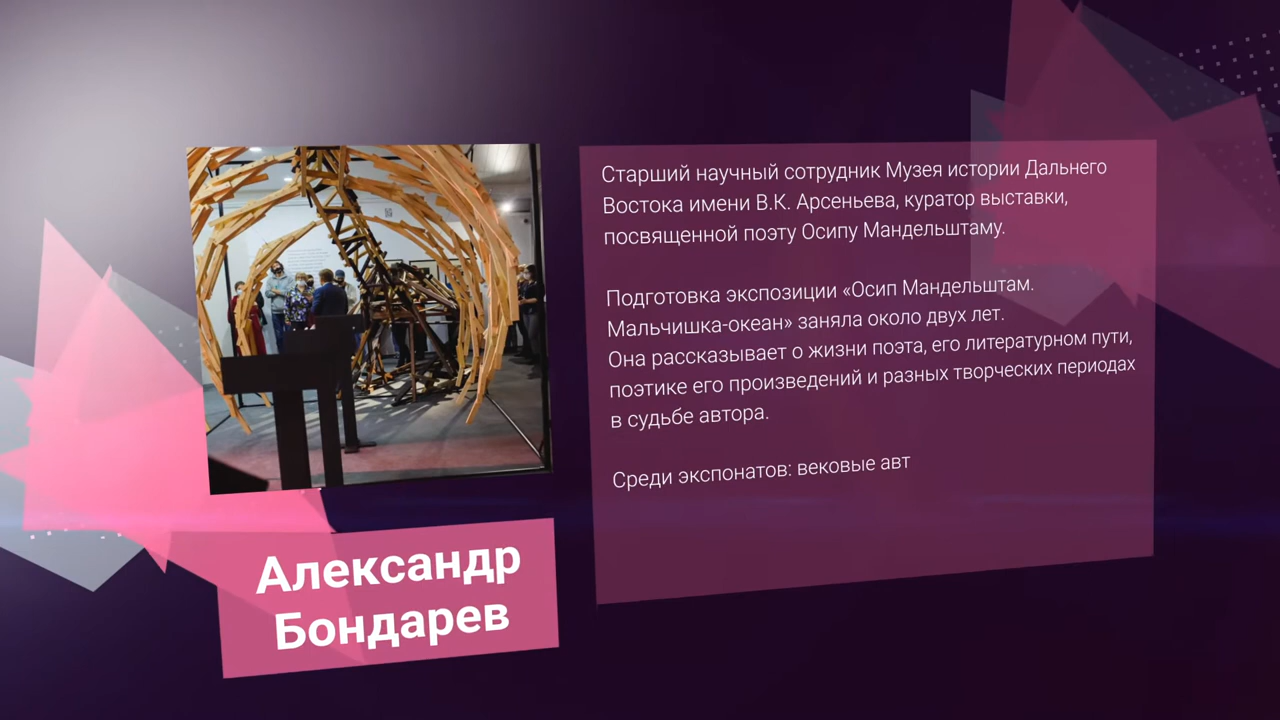 Старший научный сотрудник Музея истории Дальнего
Востока имени В.К. Арсеньева, куратор выставки,
посвященной поэту Осипу Мандельштаму.
Подготовка экспозиции «Осип Мандельштам.
Мальчишка-океан» заняла около двух лет.
Она рассказывает о жизни поэта, его литературном пути,
поэтике его произведений и разных творческих периодах
в судьбе автора.
Среди экспонатов: вековые авт
Александр
Бондарев